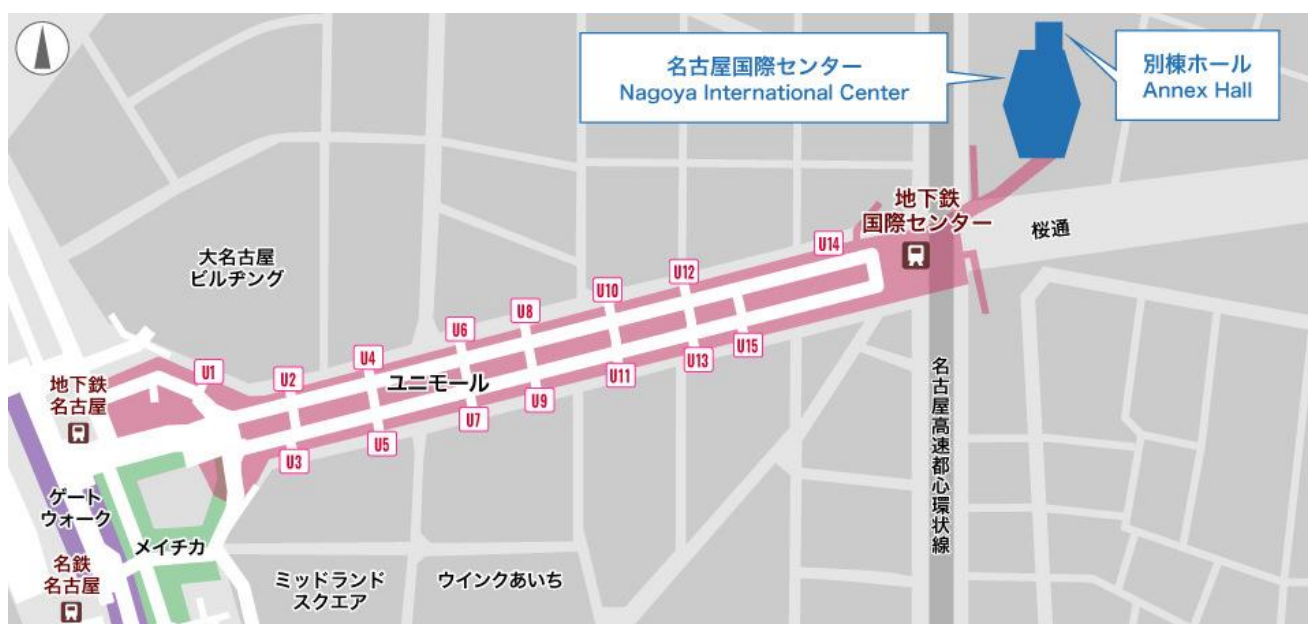 名古屋国際センター
Nagoya International Center
別棟ホール
Annex Hall
地下鉄
国際センター
桜通
大名古屋
ビルヂング
U14
U12
U10
U8
U6
U4
U2
U1
ユニモール
U15
U13
U11
U9
U7
U5
U3
地下鉄
名古屋
名古屋高速都心環状線
ゲート
ウォーク
メイチカ
名鉄
名古屋
ミッドランド
スクエア
ウインクあいち